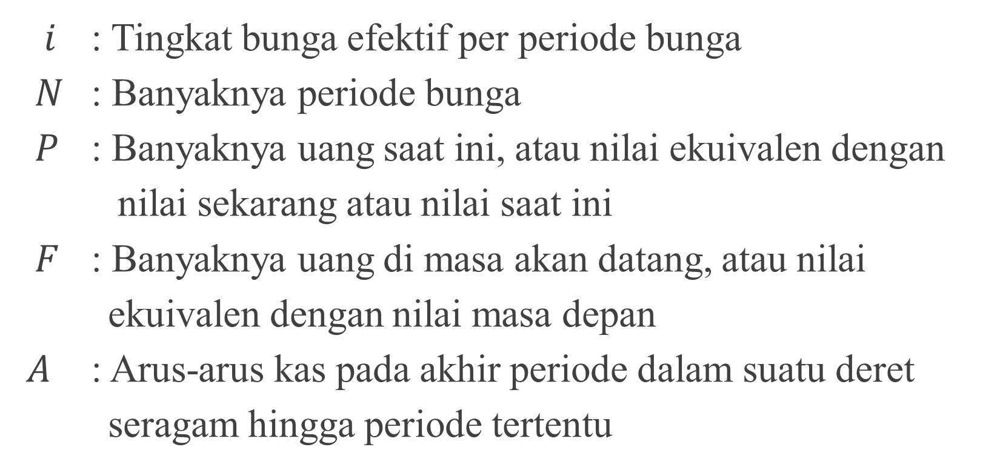 i : Tingkat bunga efektif per periode bunga
N : Banyaknya periode bunga
P : Banyaknya uang saat ini, atau nilai ekuivalen dengan
nilai sekarang atau nilai saat ini
F : Banyaknya uang di masa akan datang, atau nilai
ekuivalen dengan nilai masa depan
A : Arus-arus kas pada akhir periode dalam suatu deret
seragam hingga periode tertentu